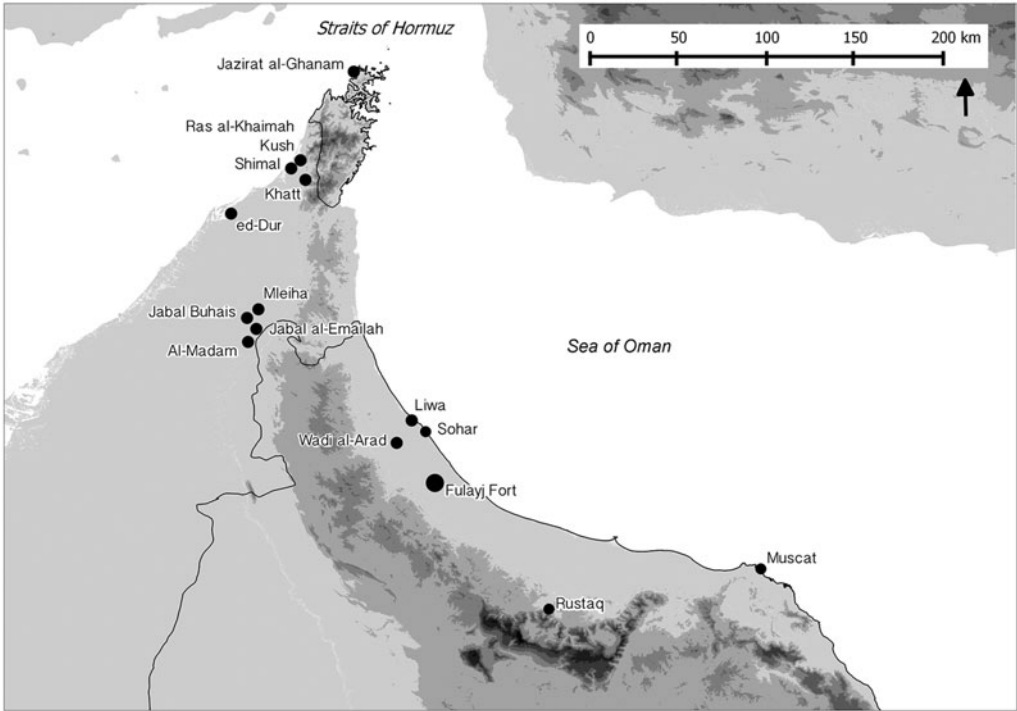 Straits of Hormuz
0 50 100 150 200 km
Jazirat al-Ghanam
Ras al-Khaimah
Kush
Shimal
Khatt
ed-Dur
Mleiha
Jabal Buhais
Jabal al-Emailah
Al-Madam
Sea of Oman
Liwa
Sohar
Wadi al-Arad
Fulayj Fort
Muscat
Rustaq